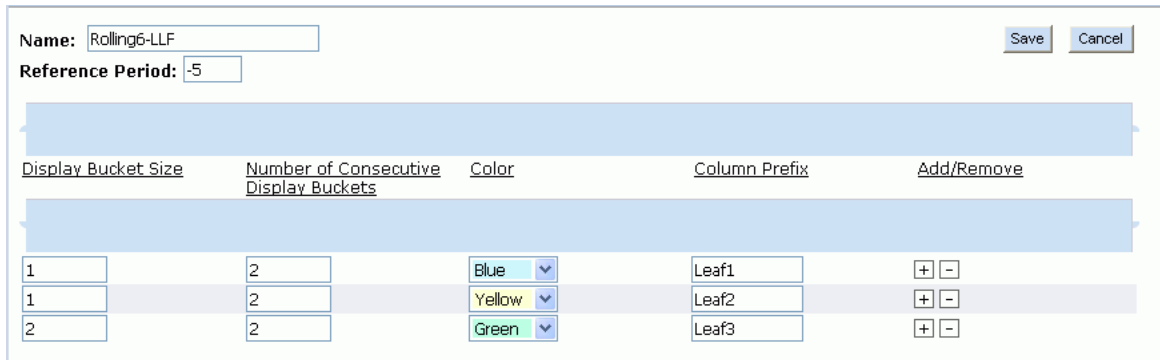 Name: Rolling6-LLF Save Cancel
Reference Period: -5
Display Bucket Size Number of Consecutive Display Buckets Color Column Prefix Add/Remove
1 2 Blue Leaf1 + -
1 2 Yellow Leaf2 + -
2 2 Green Leaf3 + -